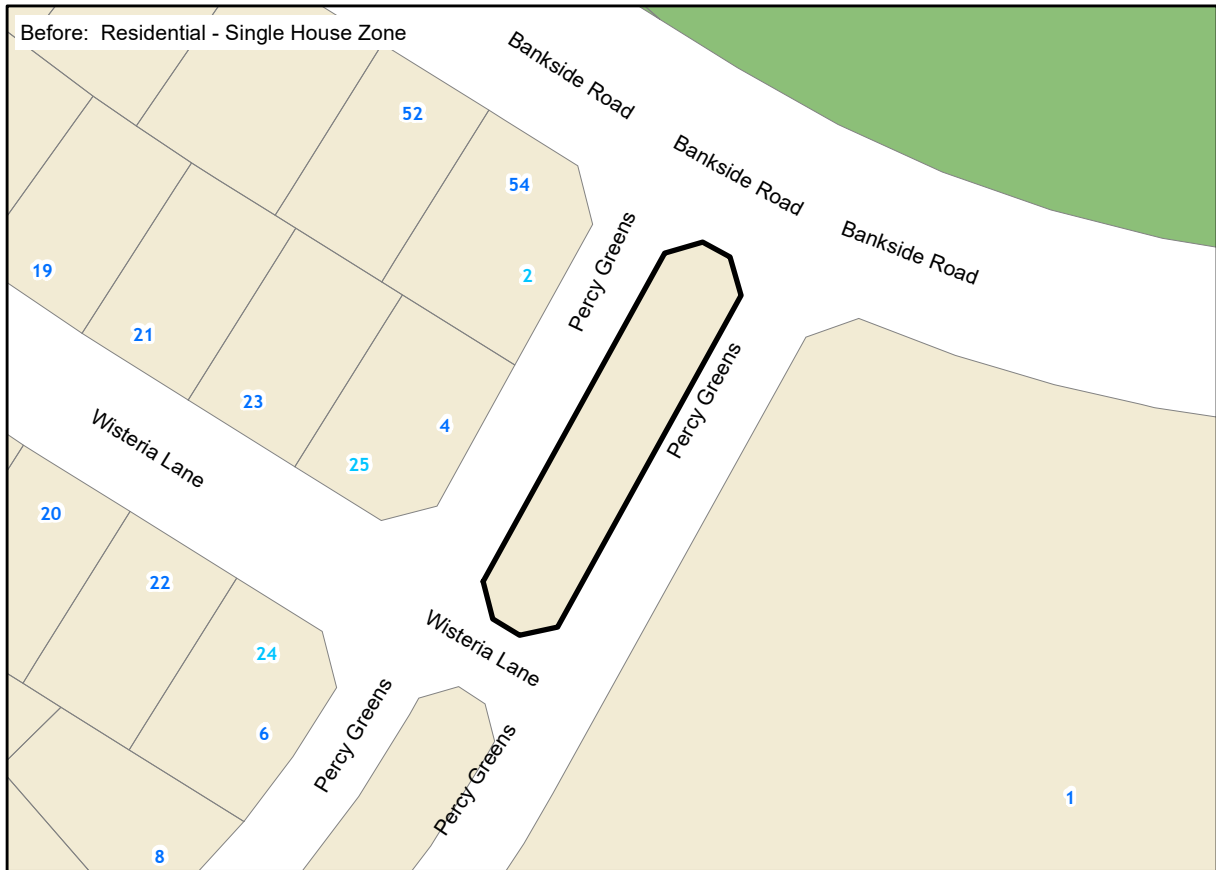 Before: Residential - Single House Zone
Bankside Road
52
Bankside Road
54
Percy Greens
Bankside Road
19
2
21
Percy Greens
23
4
Wisteria Lane
25
20
22
Wisteria Lane
24
Percy Greens
6
Percy Greens
1
8